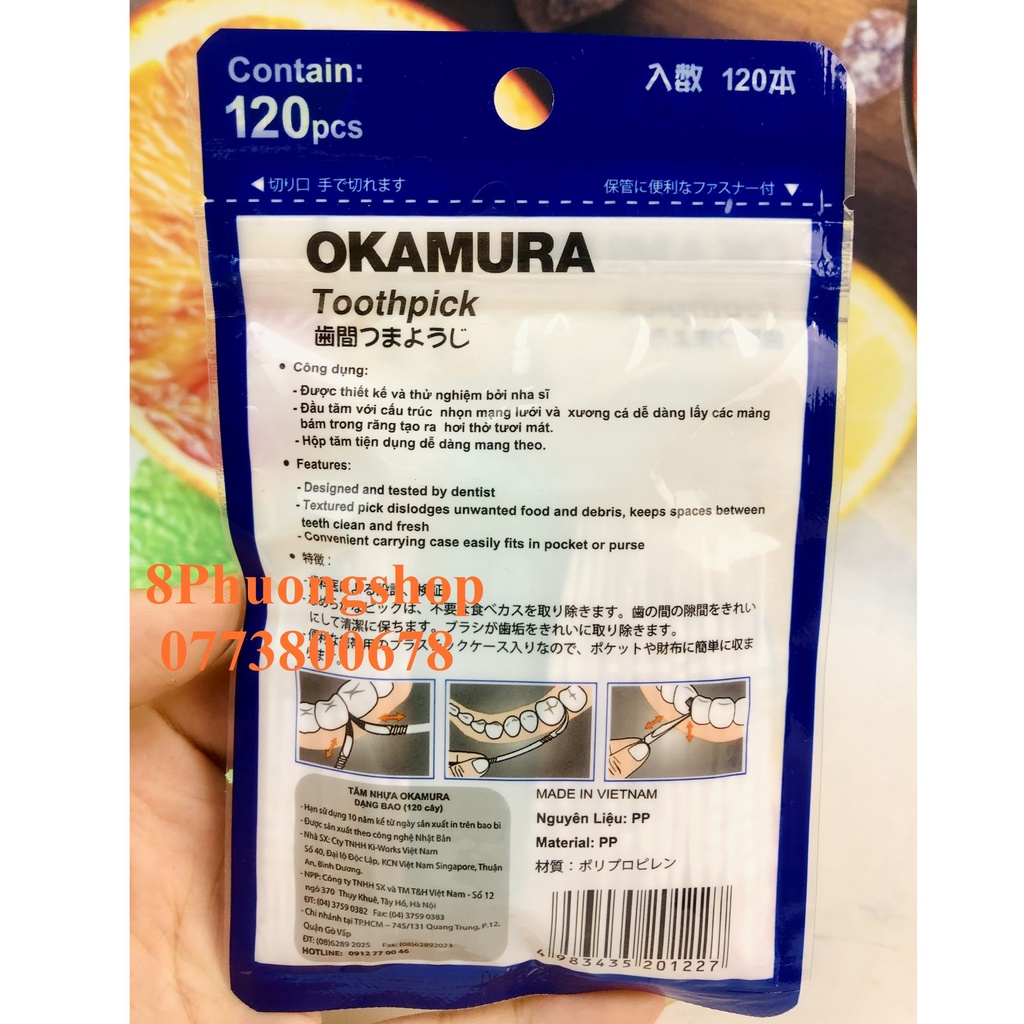 Contain:
120pcs
入数 120本
切り口 手で切れます
保管に便利なファスナー付
OKAMURA
Toothpick
歯間つまようじ
• Công dụng:
- Được thiết kế và thử nghiệm bởi nha sĩ
- Đầu tăm với cấu trúc nhọn mạng lưới và xương cá dễ dàng lấy các mảng
bám trong răng tạo ra hơi thở tươi mát.
- Hộp tăm tiện dụng dễ dàng mang theo.
• Features:
- Designed and tested by dentist
- Textured pick dislodges unwanted food and debris, keeps spaces between
teeth clean and fresh
- Convenient carrying case easily fits in pocket or purse
• 特徴：
8Phuongshop
ピックは、不要な食べカスを取り除きます。歯の間の隙間をきれい
にして清潔に保ちます。ブラシが歯垢をきれいに取り除きます。
0773800678
プラスチックケース入りなので、ポケットや財布に簡単に収ま
TĂM NHỰA OKAMURA
DẠNG BAO (120 cây)
- Hạn sử dụng 10 năm kể từ ngày sản xuất in trên bao bì
- Được sản xuất theo công nghệ Nhật Bản
- Nhà SX: Cty TNHH Ki-Works Việt Nam
Số 40, Đại lộ Độc Lập, KCN Việt Nam Singapore, Thuận
An, Bình Dương.
- NPP: Công ty TNHH SX và TM T&H Việt Nam - Số 12
ngõ 370 Thụy Khuê, Tây Hồ, Hà Nội
ĐT: (04) 3759 0382 Fax: (04) 3759 0383
- Chi nhánh tại TP.HCM – 745/131 Quang Trung, P.12,
Quận Gò Vấp
ĐT: (08)6289 2025 Fax: (08)62892023
HOTLINE: 0912 77 00 46
MADE IN VIETNAM
Nguyên Liệu: PP
Material: PP
材質：ポリプロピレン
4 983435 201227